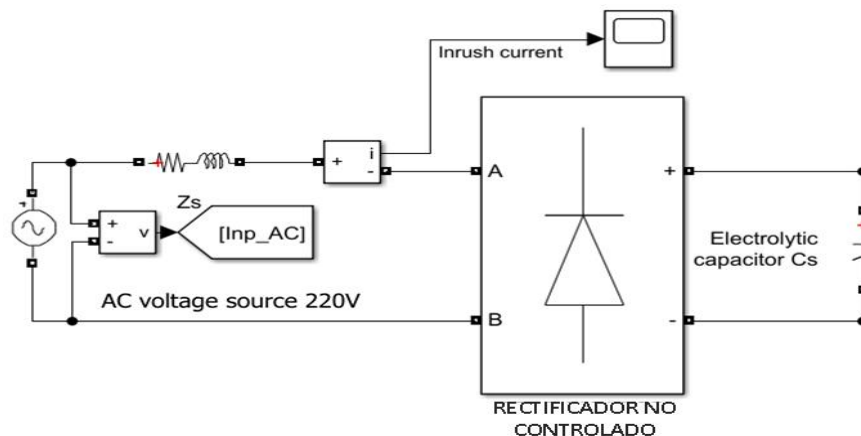 Inrush current
i
+
-
A
+
Zs
+
-
v
[Inp_AC]
Electrolytic
capacitor Cs
AC voltage source 220V
B
-
RECTIFICADOR NO
CONTROLADO